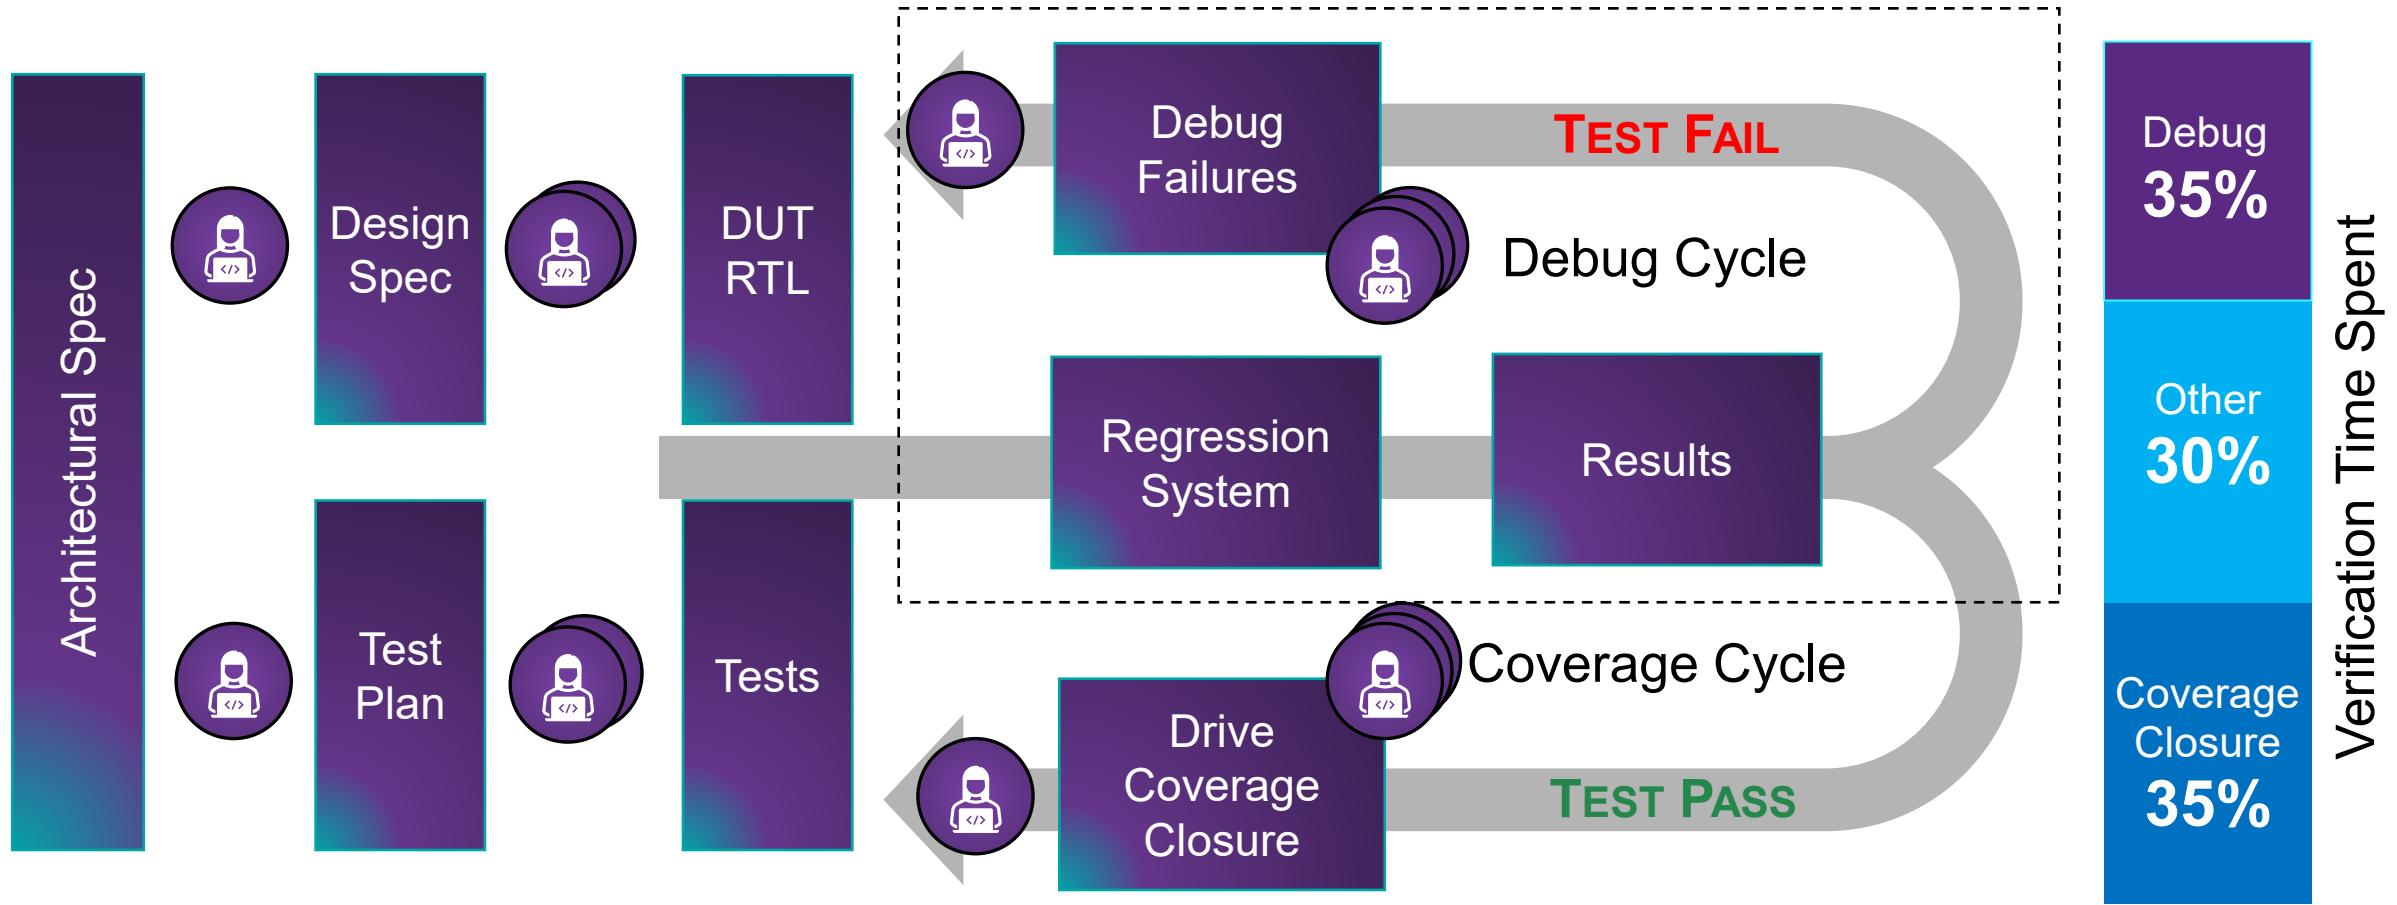 Architectural Spec
Design
Spec
DUT
RTL
Test
Plan
Tests
Debug
Failures
TEST FAIL
Debug Cycle
Regression
System
Results
Coverage Cycle
Drive
Coverage
Closure
TEST PASS
Debug
35%
Other
30%
Coverage
Closure
35%
Verification Time Spent